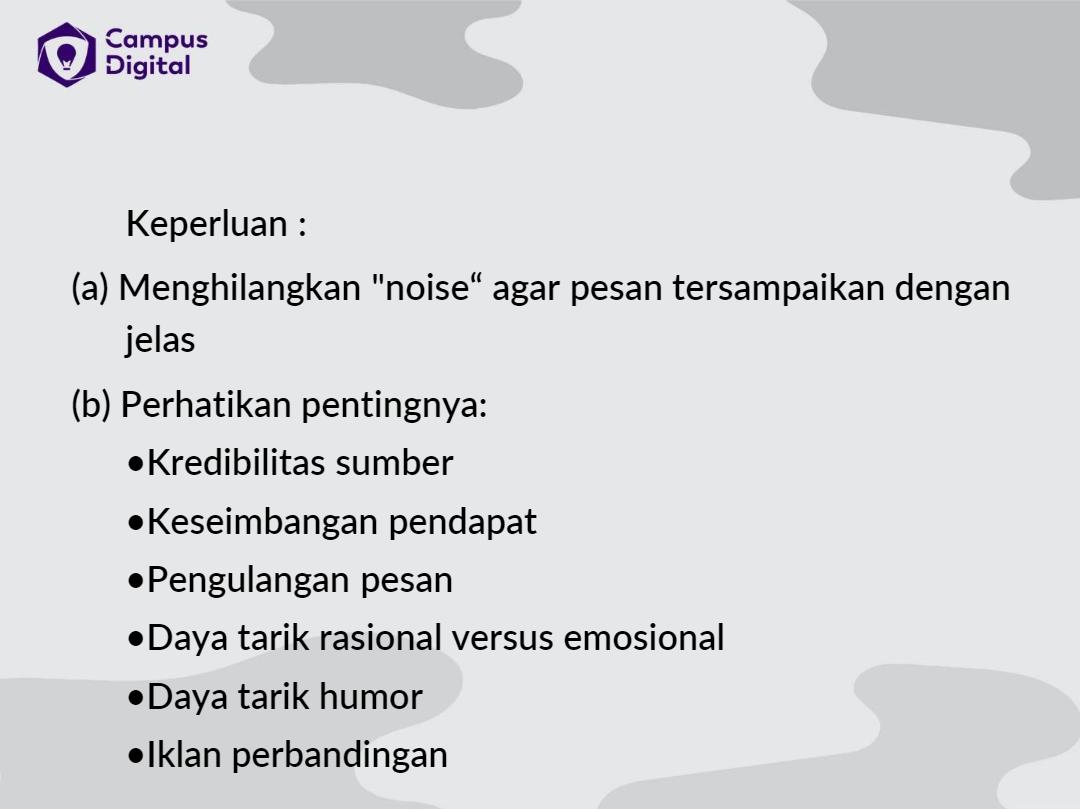 Campus
Digital
Keperluan :
(a) Menghilangkan "noise“ agar pesan tersampaikan dengan
jelas
(b) Perhatikan pentingnya:
•Kredibilitas sumber
•Keseimbangan pendapat
•Pengulangan pesan
•Daya tarik rasional versus emosional
•Daya tarik humor
•Iklan perbandingan